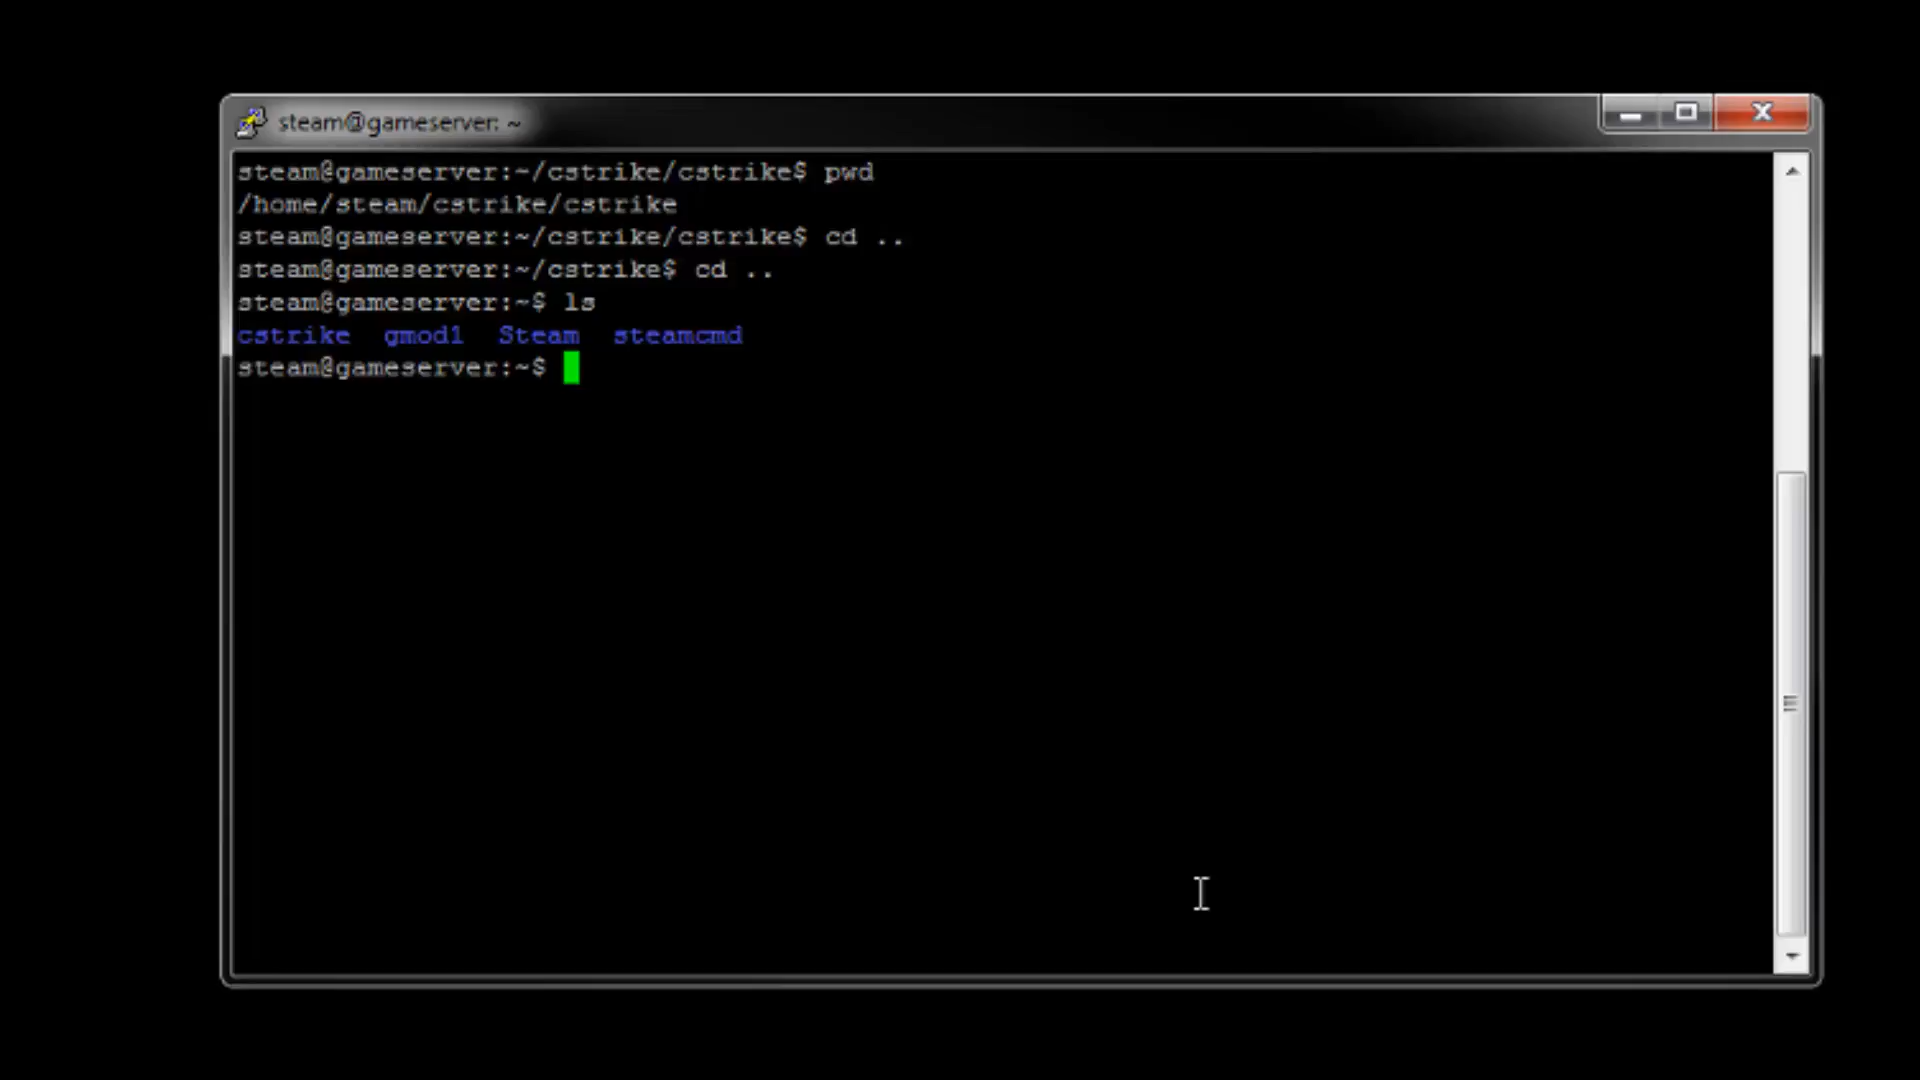 steam@gameserver: ~
steam@gameserver:~/cstrike/cstrike$ pwd
/home/steam/cstrike/cstrike
steam@gameserver:~/cstrike/cstrike$ cd ..
steam@gameserver:~/cstrike$ cd ..
steam@gameserver:~$ ls
cstrike gmod1 Steam steamcmd
steam@gameserver:~$